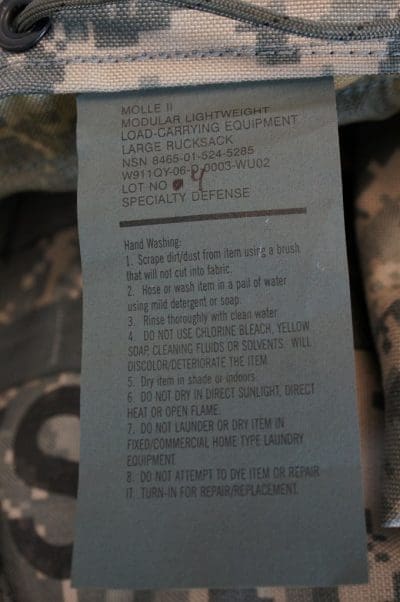 MOLLE II
MODULAR LIGHTWEIGHT
LOAD-CARRYING EQUIPMENT
LARGE RUCKSACK
NSN 8465-01-524-5285
W911QY-06-D-0003-WU02
LOT NO 4
SPECIALTY DEFENSE
Hand Washing:
1. Scrape dirt/dust from item using a brush
that will not cut into fabric.
2. Hose or wash item in a pail of water
using mild detergent or soap.
3. Rinse thoroughly with clean water.
4. DO NOT USE CHLORINE BLEACH, YELLOW
SOAP, CLEANING FLUIDS OR SOLVENTS. WILL
DISCOLOR/DETERIORATE THE ITEM.
5. Dry item in shade or indoors.
6. DO NOT DRY IN DIRECT SUNLIGHT, DIRECT
HEAT OR OPEN FLAME.
7. DO NOT LAUNDER OR DRY ITEM IN
FIXED/COMMERCIAL HOME TYPE LAUNDRY
EQUIPMENT.
8. DO NOT ATTEMPT TO DYE ITEM OR REPAIR
IT. TURN-IN FOR REPAIR/REPLACEMENT.